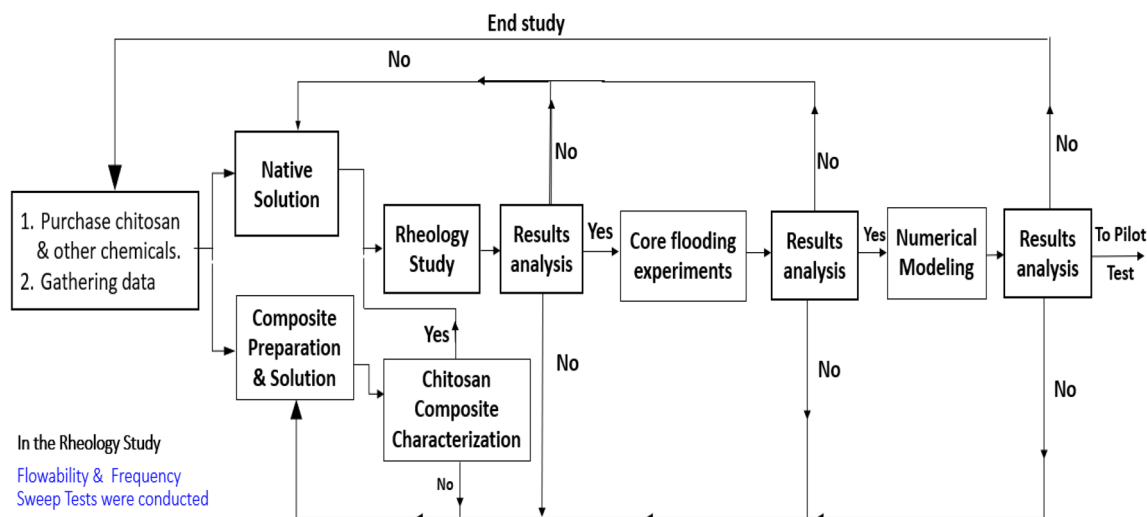 End study
No
Native
Solution
No
No
No
1. Purchase chitosan
& other chemicals.
2. Gathering data
Rheology
Study
Results
analysis
Yes
Core flooding
experiments
Results
analysis
Yes
Numerical
Modeling
Results
analysis
To Pilot
Test
Composite
Preparation
& Solution
Yes
Chitosan
Composite
Characterization
No
No
No
No
In the Rheology Study
Flowability & Frequency
Sweep Tests were conducted